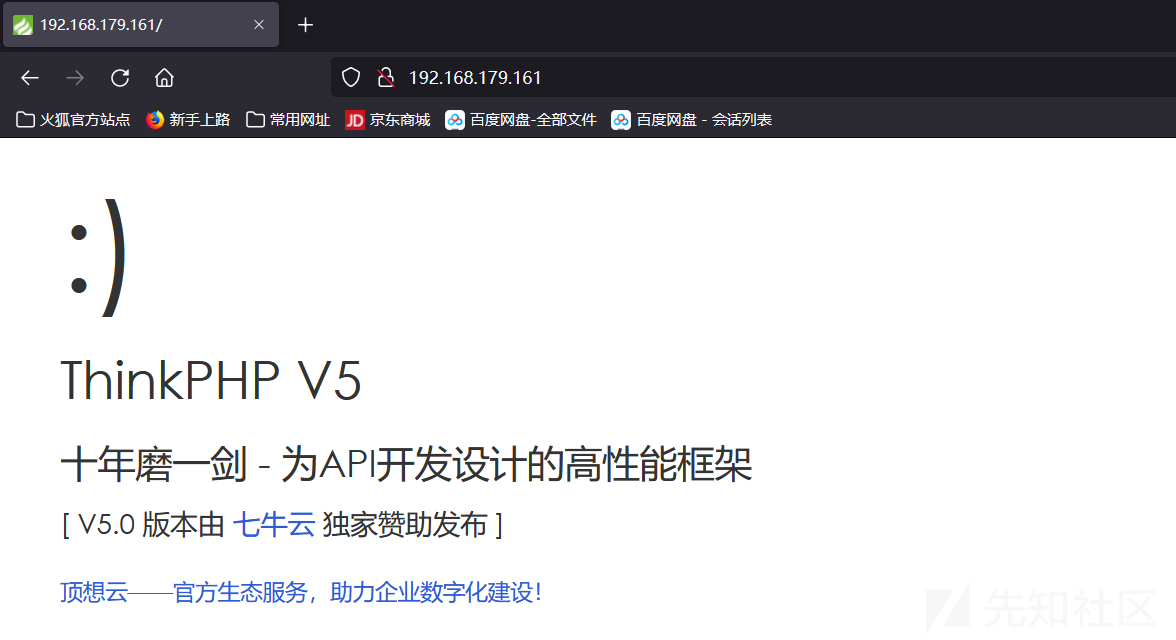 192.168.179.161/
192.168.179.161
火狐官方站点 新手上路 常用网址 JD 京东商城 百度网盘-全部文件 百度网盘 - 会话列表
:)
ThinkPHP V5
十年磨一剑 - 为API开发设计的高性能框架
[ V5.0 版本由 七牛云 独家赞助发布 ]
顶想云——官方生态服务，助力企业数字化建设！
先知社区